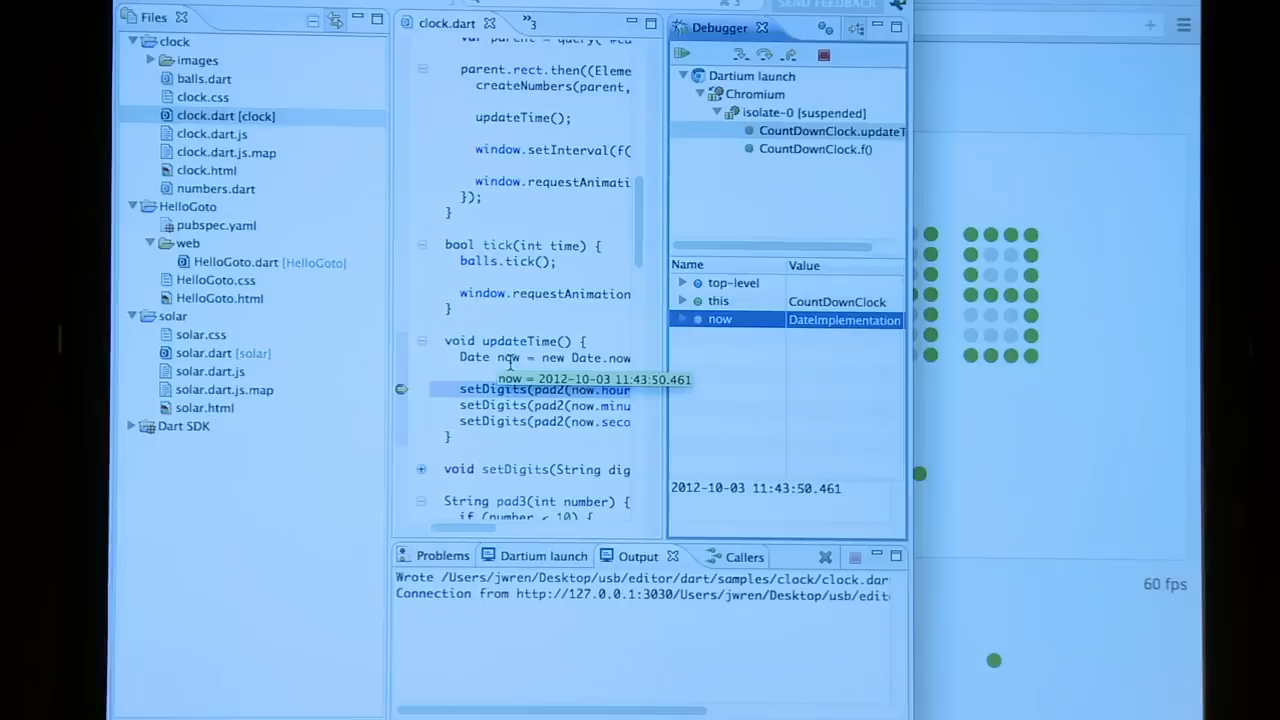 Files
clock
images
balls.dart
clock.css
clock.dart [clock]
clock.dart.js
clock.dart.js.map
clock.html
numbers.dart
HelloGoto
pubspec.yaml
web
HelloGoto.dart [HelloGoto]
HelloGoto.css
HelloGoto.html
solar
solar.css
solar.dart [solar]
solar.dart.js
solar.dart.js.map
solar.html
Dart SDK
clock.dart
»3
parent.rect.then((Eleme
createNumbers(parent,
updateTime();
window.setInterval(f(
window.requestAnimati
});
}
bool tick(int time) {
balls.tick();
window.requestAnimation
}
void updateTime() {
Date now = new Date.now
now = 2012-10-03 11:43:50.461
setDigits(pad2(now.hour
setDigits(pad2(now.minu
setDigits(pad2(now.seco
}
void setDigits(String dig
String pad3(int number) {
if (number < 10) {
SEND FEEDBACK
Debugger
Dartium launch
Chromium
isolate-0 [suspended]
CountDownClock.updateT
CountDownClock.f()
Name Value
top-level
this CountDownClock
now DateImplementation
2012-10-03 11:43:50.461
Problems Dartium launch Output Callers
Wrote /Users/jwren/Desktop/usb/editor/dart/samples/clock/clock.dar
Connection from http://127.0.0.1:3030/Users/jwren/Desktop/usb/edit
60 fps